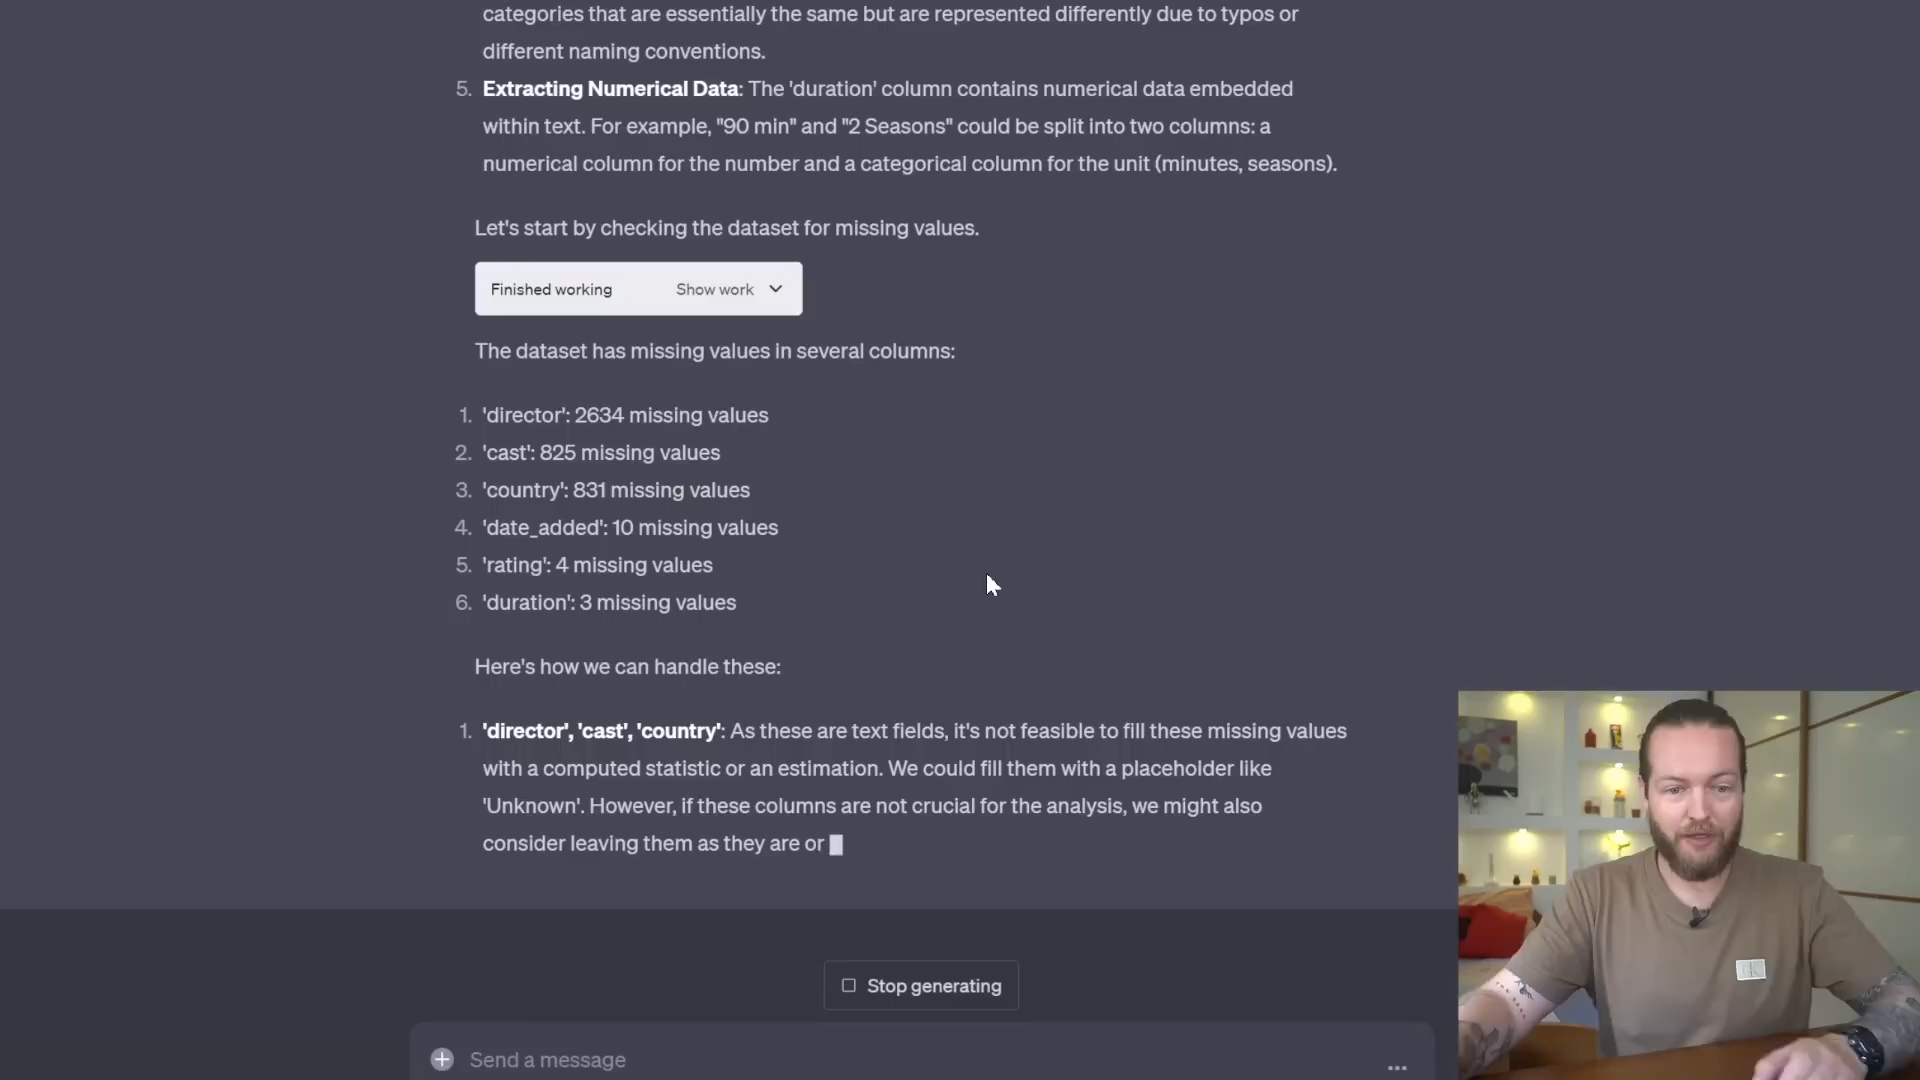 categories that are essentially the same but are represented differently due to typos or
different naming conventions.
5. Extracting Numerical Data: The 'duration' column contains numerical data embedded
within text. For example, "90 min" and "2 Seasons" could be split into two columns: a
numerical column for the number and a categorical column for the unit (minutes, seasons).
Let's start by checking the dataset for missing values.
Finished working Show work
The dataset has missing values in several columns:
1. 'director': 2634 missing values
2. 'cast': 825 missing values
3. 'country': 831 missing values
4. 'date_added': 10 missing values
5. 'rating': 4 missing values
6. 'duration': 3 missing values
Here's how we can handle these:
1. 'director', 'cast', 'country': As these are text fields, it's not feasible to fill these missing values
with a computed statistic or an estimation. We could fill them with a placeholder like
'Unknown'. However, if these columns are not crucial for the analysis, we might also
consider leaving them as they are or
Stop generating
Send a message